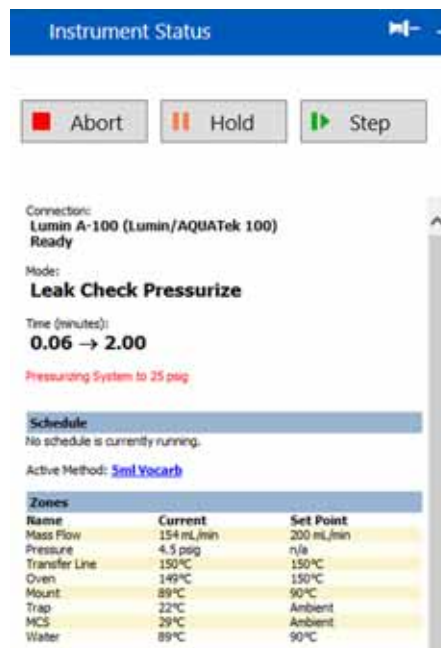 Instrument Status
Abort Hold Step
Connection:
Lumin A-100 (Lumin/AQUATek 100)
Ready
Mode:
Leak Check Pressurize
Time (minutes):
0.06 → 2.00
Pressurizing System to 25 psig
Schedule
No schedule is currently running.
Active Method: 5ml Vocarb
Zones
Name Current Set Point
Mass Flow 154 mL/min 200 mL/min
Pressure 4.5 psig n/a
Transfer Line 150°C 150°C
Oven 149°C 150°C
Mount 89°C 90°C
Trap 22°C Ambient
MCS 29°C Ambient
Water 89°C 90°C